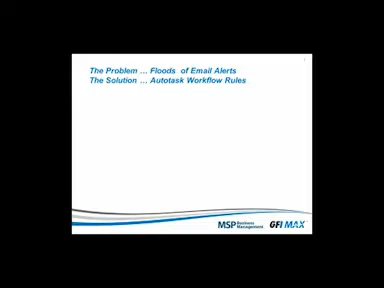 The Problem … Floods of Email Alerts
The Solution … Autotask Workflow Rules
MSP Business Management
GFI MAX